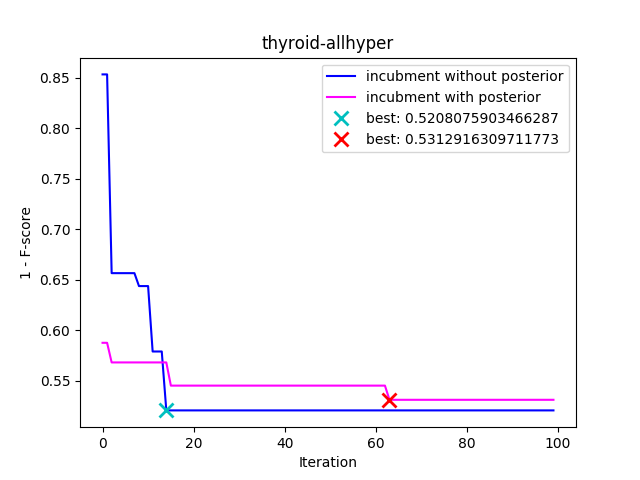 thyroid-allhyper
incubment without posterior
incubment with posterior
best: 0.5208075903466287
best: 0.5312916309711773
1 - F-score
0.85
0.80
0.75
0.70
0.65
0.60
0.55
0 20 40 60 80 100
Iteration